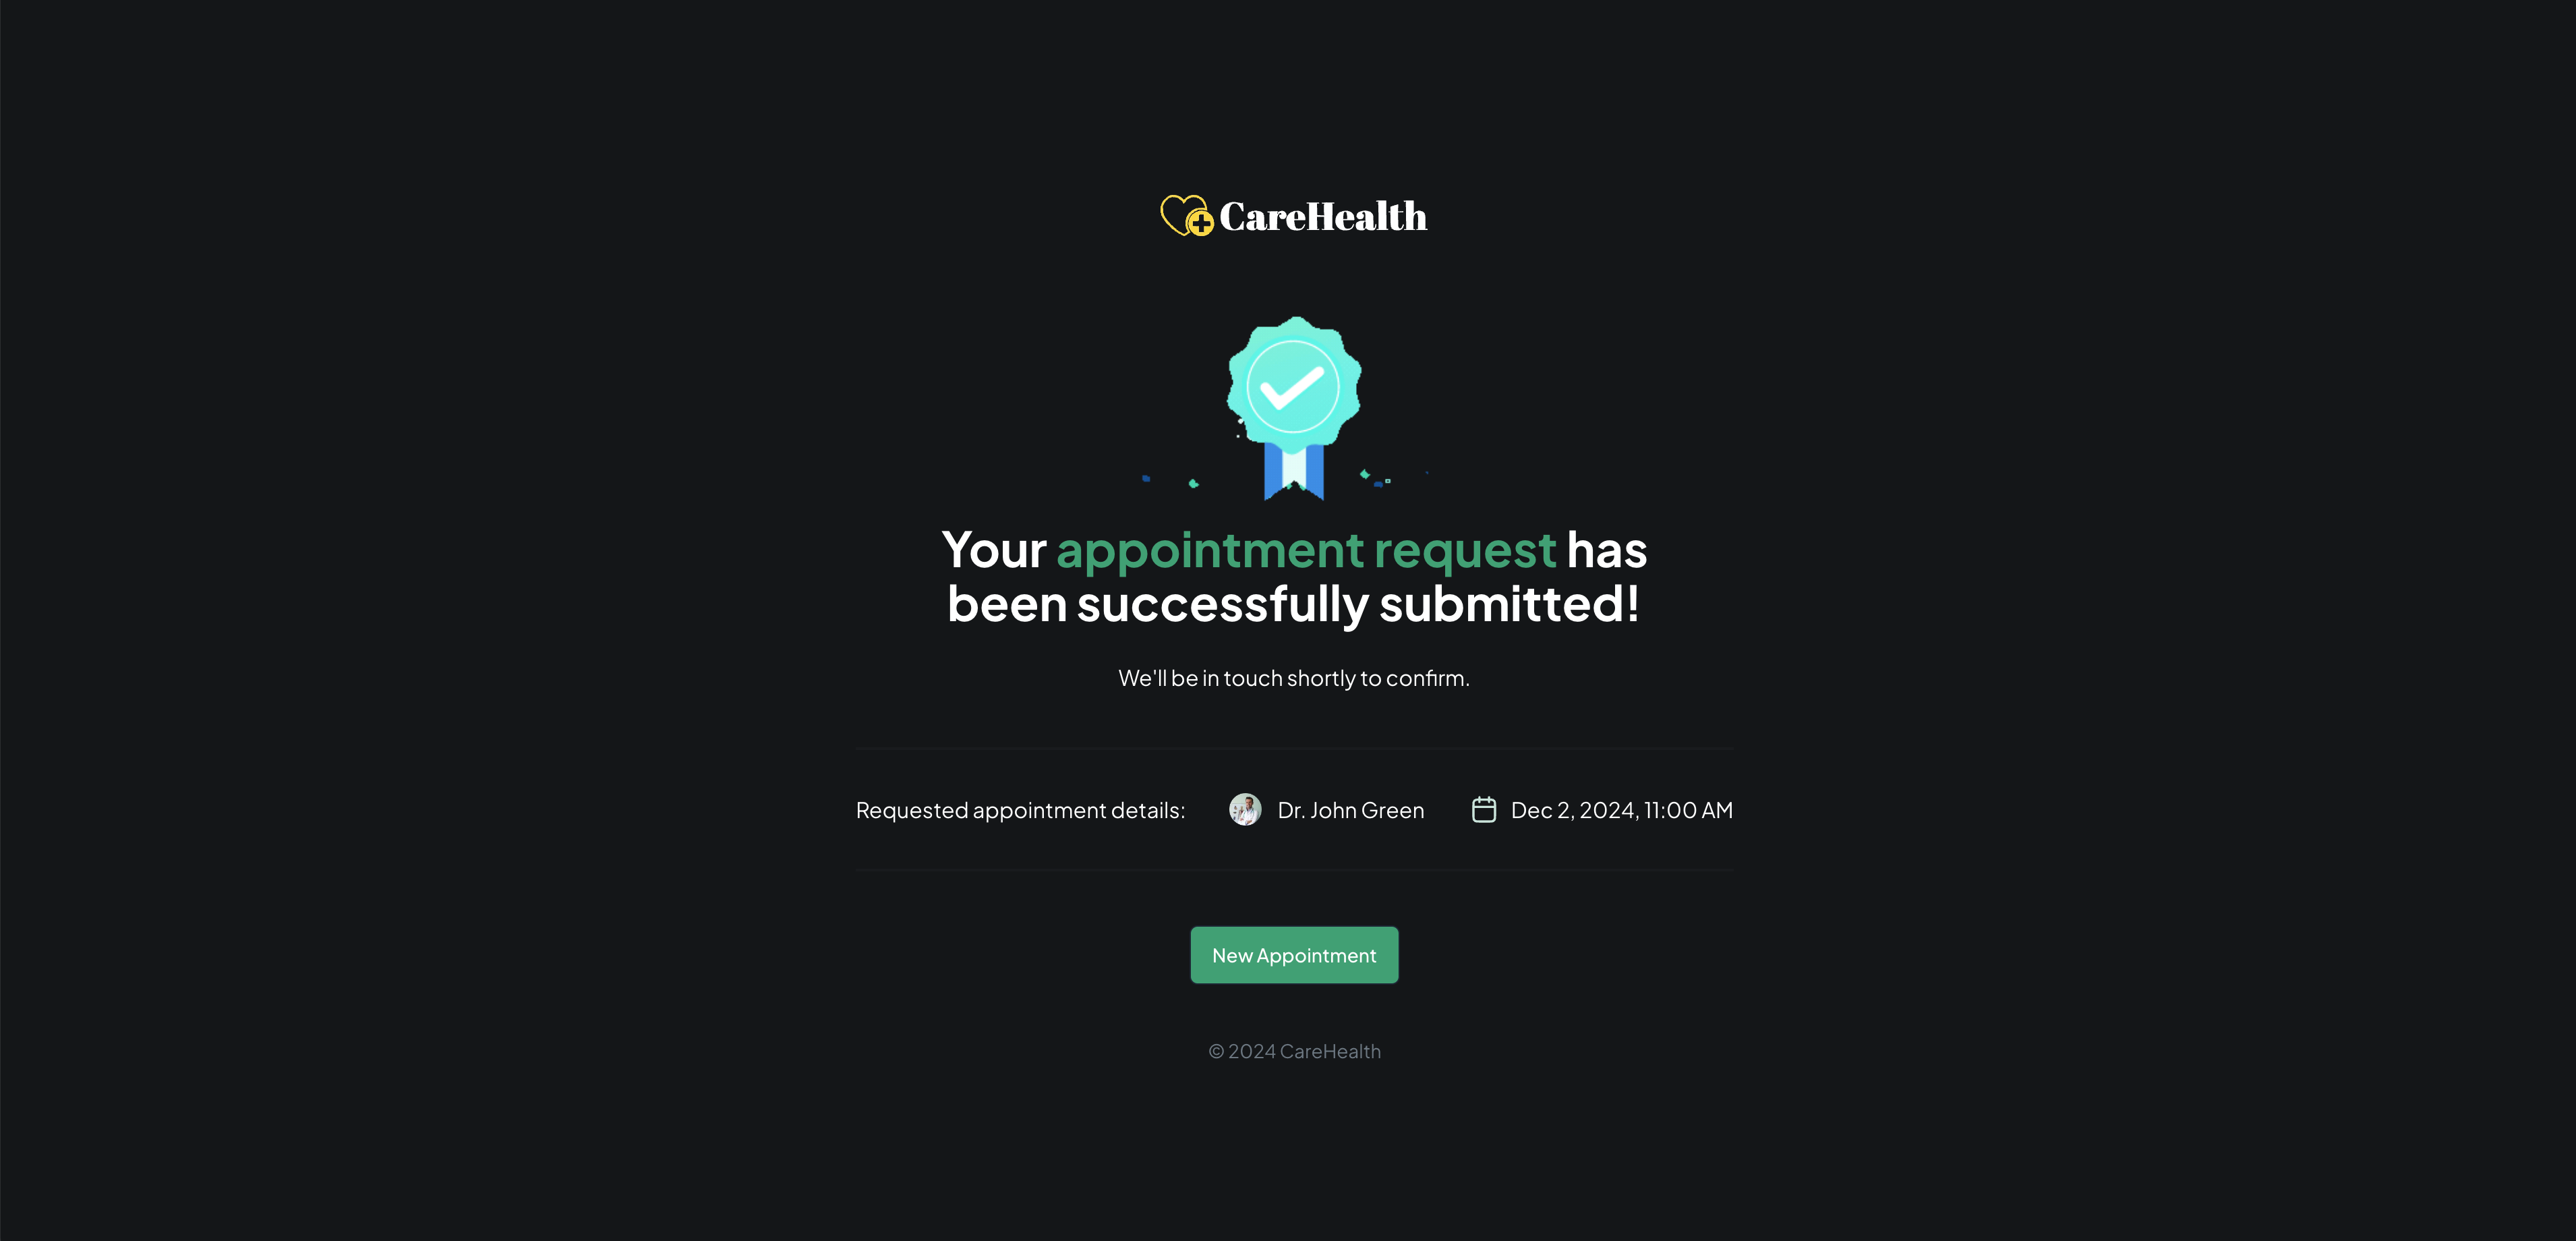 CareHealth
Your appointment request has
been successfully submitted!
We'll be in touch shortly to confirm.
Requested appointment details: Dr. John Green Dec 2, 2024, 11:00 AM
New Appointment
© 2024 CareHealth